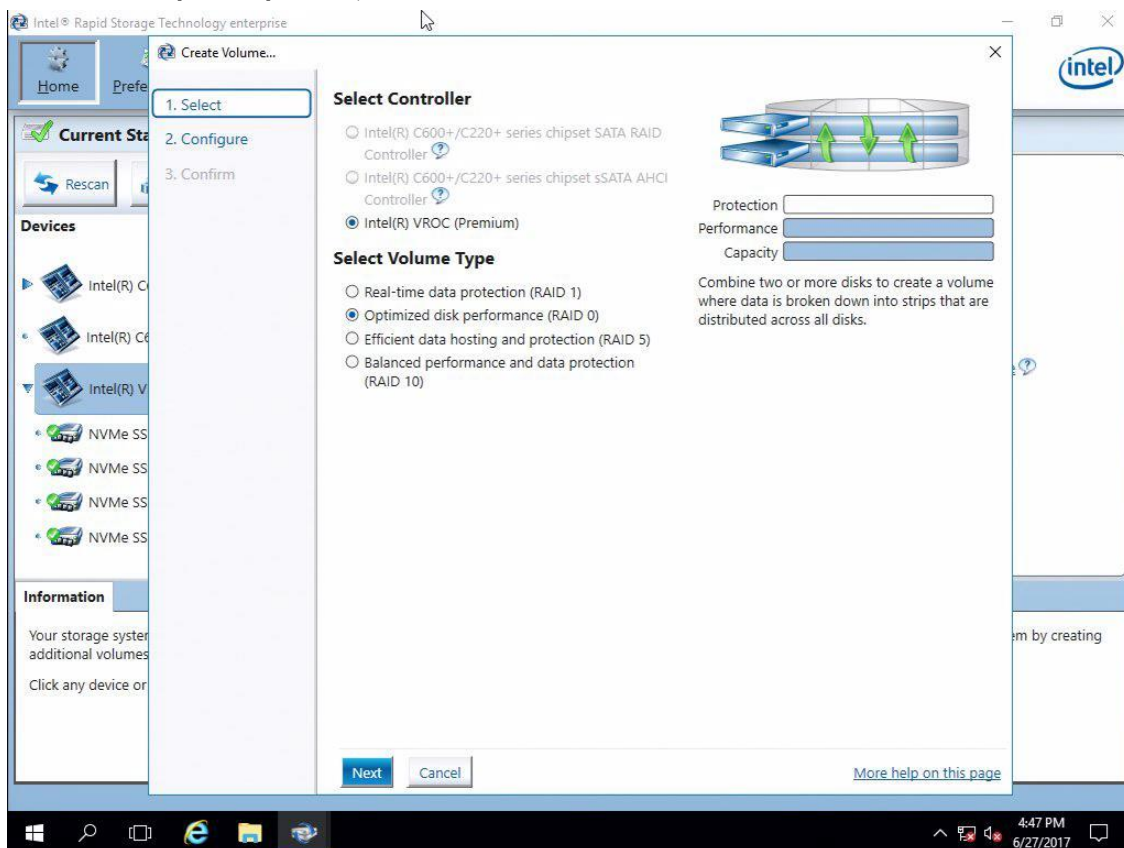 Intel® Rapid Storage Technology enterprise
Create Volume...
Home
Prefe
intel
1. Select
2. Configure
3. Confirm
Current Sta
Rescan
Devices
Intel(R) C
Intel(R) C6
Intel(R) V
NVMe SS
NVMe SS
NVMe SS
NVMe SS
Select Controller
Intel(R) C600+/C220+ series chipset SATA RAID
Controller
Intel(R) C600+/C220+ series chipset sSATA AHCI
Controller
Intel(R) VROC (Premium)
Select Volume Type
Real-time data protection (RAID 1)
Optimized disk performance (RAID 0)
Efficient data hosting and protection (RAID 5)
Balanced performance and data protection
(RAID 10)
Protection
Performance
Capacity
Combine two or more disks to create a volume
where data is broken down into strips that are
distributed across all disks.
Information
Your storage system
em by creating
additional volumes
Click any device or
Next
Cancel
More help on this page
4:47 PM
6/27/2017